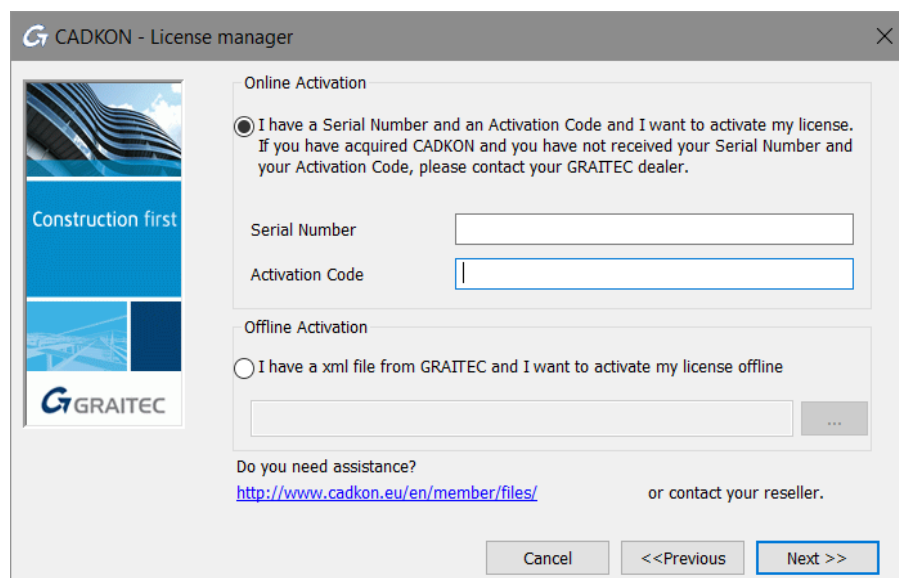 CADKON - License manager
Online Activation
I have a Serial Number and an Activation Code and I want to activate my license.
If you have acquired CADKON and you have not received your Serial Number and
your Activation Code, please contact your GRAITEC dealer.
Construction first
Serial Number
Activation Code
Offline Activation
I have a xml file from GRAITEC and I want to activate my license offline
...
GRAITEC
Do you need assistance?
http://www.cadkon.eu/en/member/files/ or contact your reseller.
Cancel <<Previous Next >>